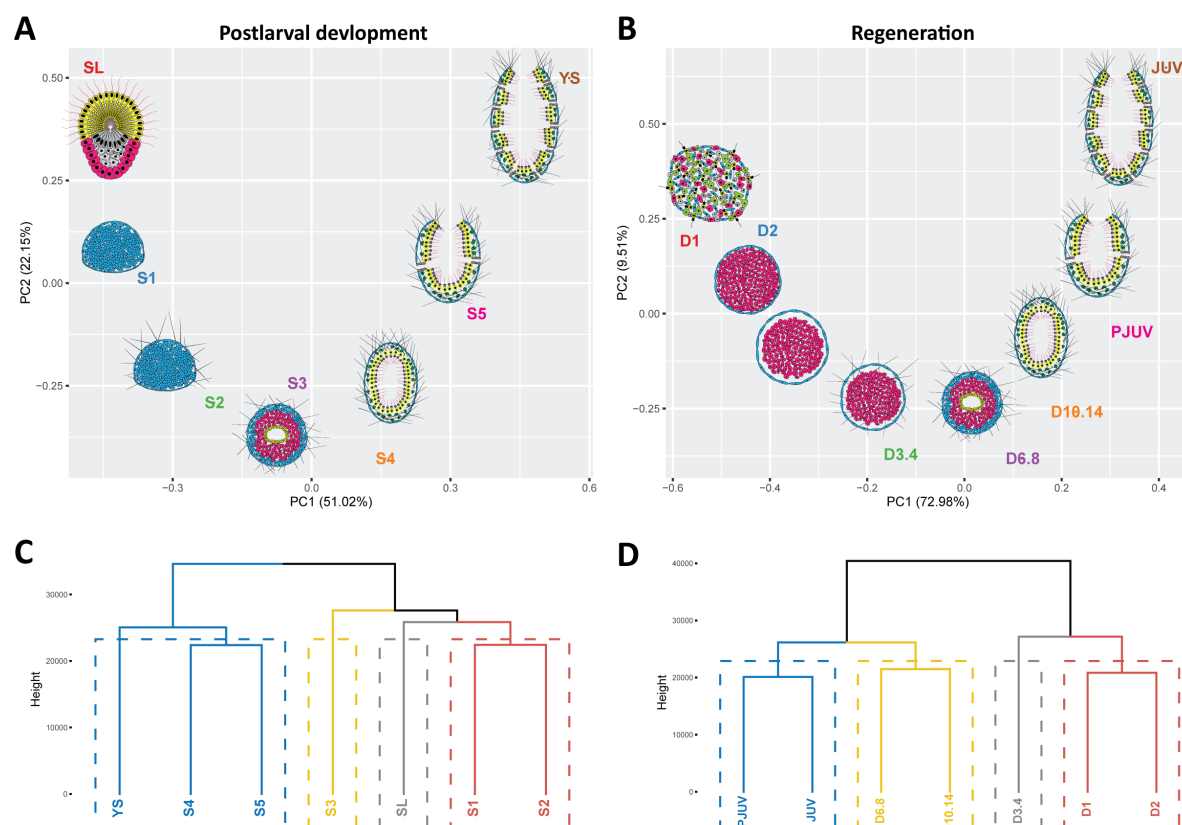 A
Postlarval devlopment
PC2 (22.15%)
0.50
0.25
0.00
−0.25
SL
YS
S1
S5
S2
S3
S4
−0.3
0.0
0.3
0.6
PC1 (51.02%)
B
Regeneration
PC2 (9.51%)
0.50
0.25
0.00
−0.25
JUV
D1
D2
PJUV
D10.14
D3.4
D6.8
−0.6
−0.4
−0.2
0.0
0.2
0.4
PC1 (72.98%)
C
Height
30000
20000
10000
0
YS
S4
S5
S3
SL
S1
S2
D
Height
40000
30000
20000
10000
0
PJUV
JUV
D6.8
10.14
D3.4
D1
D2